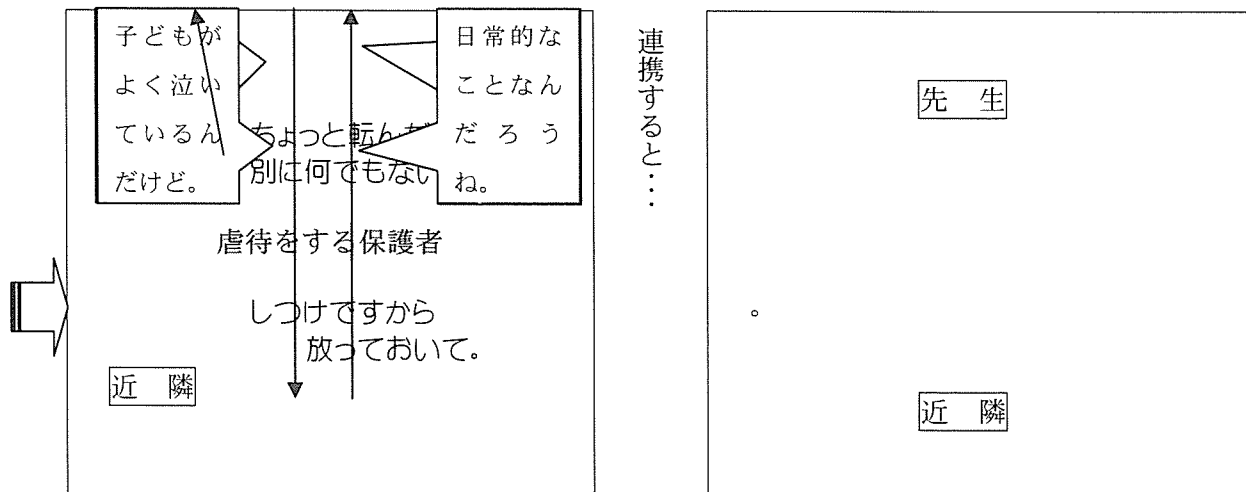 子どもが
よく泣い
ているん
だけど。
日常的な
ことなん
だろう
ね。
ちょっと転んだ
別に何でもない
虐待をする保護者
しつけですから
放っておいて。
近　隣
連携すると・・・
先　生
。
近　隣